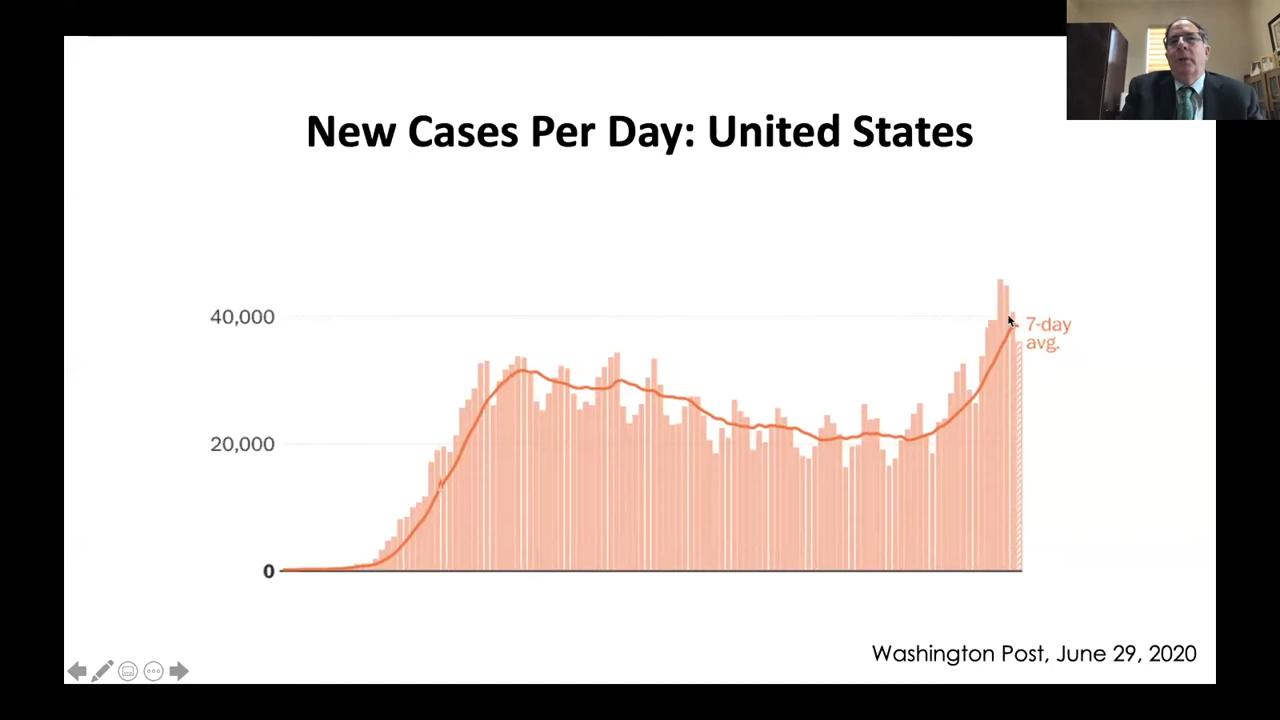 New Cases Per Day: United States
40,000
7-day
avg.
20,000
0
Washington Post, June 29, 2020